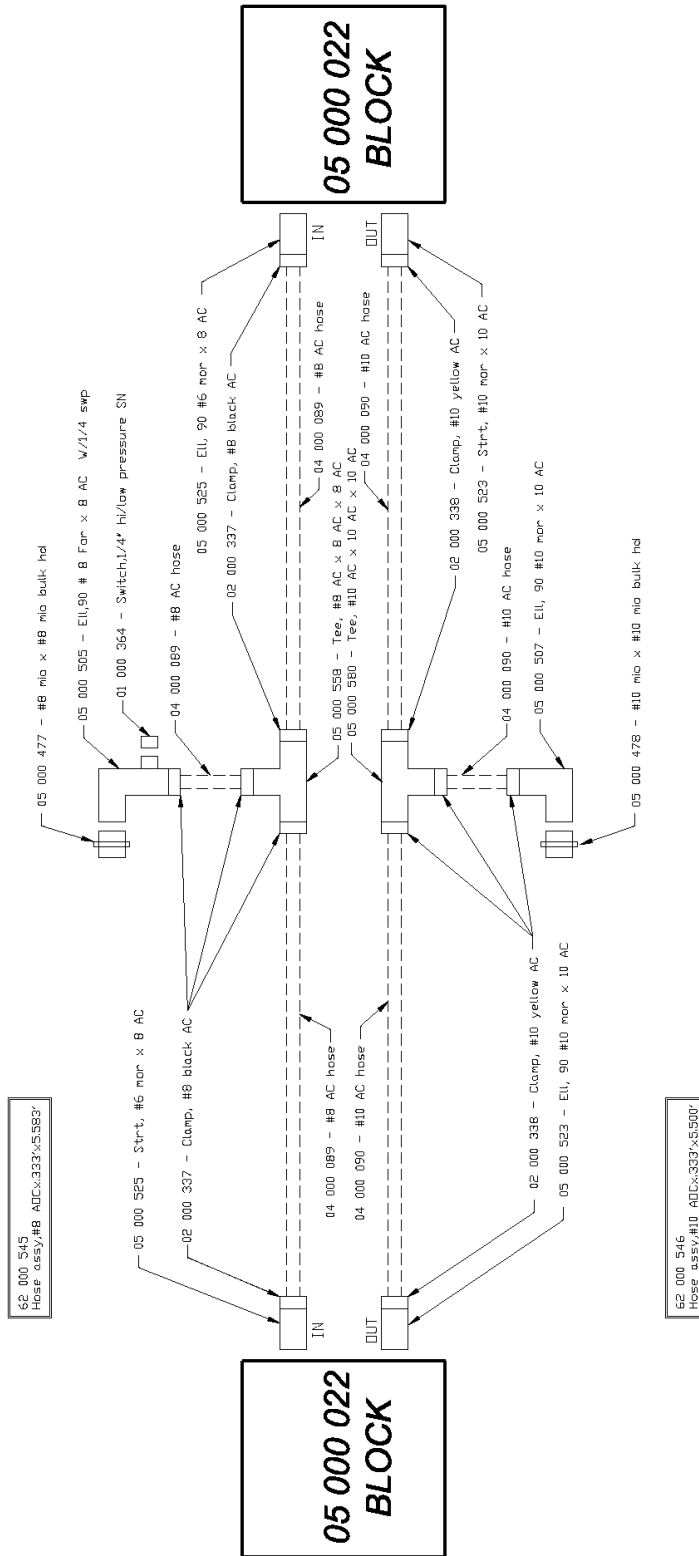 62 000 545
Hose assy,#8 AOCx.333'x5.583'
05 000 477 - #8 mio x #8 mio bulk hd
05 000 505 - Ell,90 # 8 For x 8 AC W/1/4 swp
01 000 364 - Switch,1/4" hi/low pressure SN
04 000 089 - #8 AC hose
05 000 525 - Strt, #6 mor x 8 AC
02 000 337 - Clamp, #8 black AC
05 000 525 - Ell, 90 #6 mor x 8 AC
02 000 337 - Clamp, #8 black AC
05 000 022
BLOCK
IN
OUT
04 000 089 - #8 AC hose
04 000 090 - #10 AC hose
05 000 558 - Tee, #8 AC x 8 AC x 8 AC
05 000 580 - Tee, #10 AC x 10 AC x 10 AC
04 000 089 - #8 AC hose
04 000 090 - #10 AC hose
IN
OUT
05 000 022
BLOCK
02 000 338 - Clamp, #10 yellow AC
05 000 523 - Ell, 90 #10 mor x 10 AC
04 000 090 - #10 AC hose
05 000 507 - Ell, 90 #10 mor x 10 AC
05 000 478 - #10 mio x #10 mio bulk hd
02 000 338 - Clamp, #10 yellow AC
05 000 523 - Strt, #10 mor x 10 AC
62 000 546
Hose assy,#10 AOCx.333'x5.500'